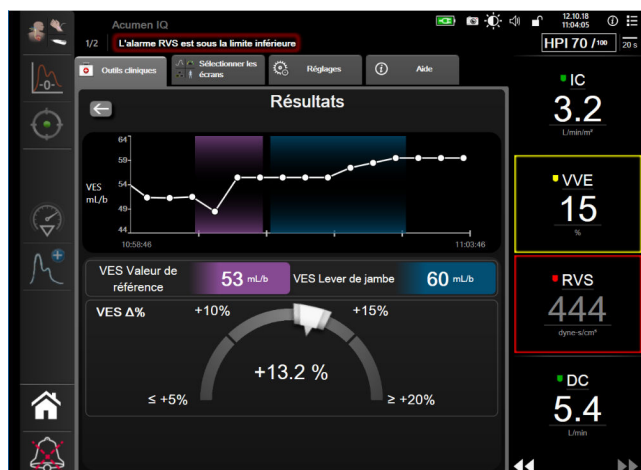 Acumen IQ
1/2 L'alarme RVS est sous la limite inférieure
12.10.18
11:04:05
HPI 70 /100 20 s
Outils cliniques
Sélectionner les
écrans
Réglages
Aide
Résultats
64
59
54
49
44
VES
mL/b
10:58:46 11:03:46
VES Valeur de
référence
53 mL/b
VES Lever de jambe
60 mL/b
VES Δ%
+10% +15%
+13.2 %
≤ +5% ≥ +20%
IC
3.2
L/min/m²
VVE
15
%
RVS
444
dyne-s/cm⁵
DC
5.4
L/min
-0-